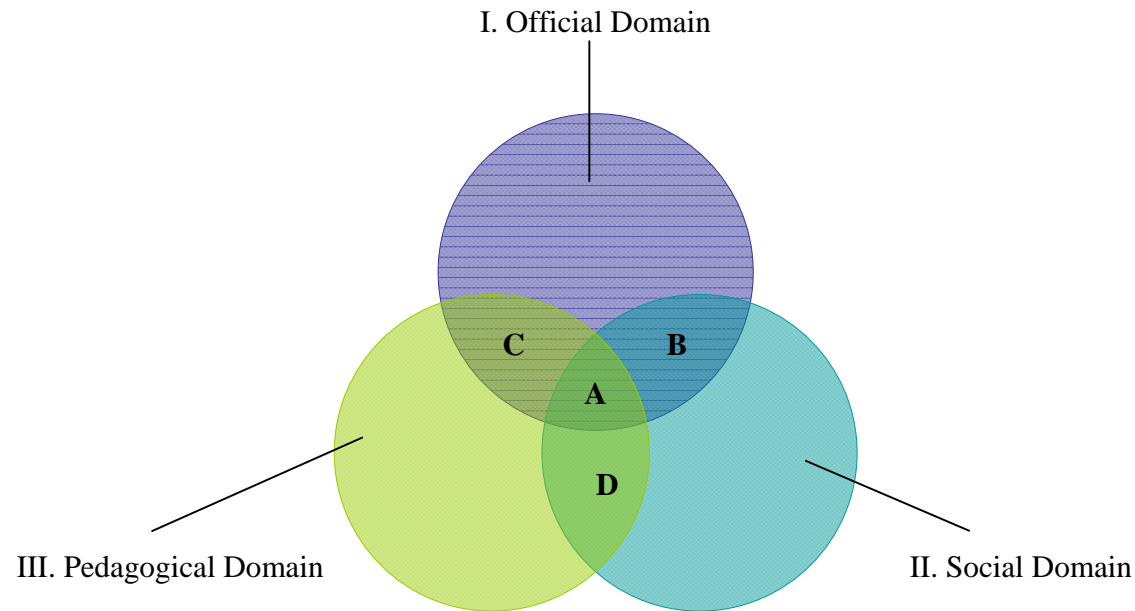 I. Official Domain
C
B
A
D
III. Pedagogical Domain
II. Social Domain